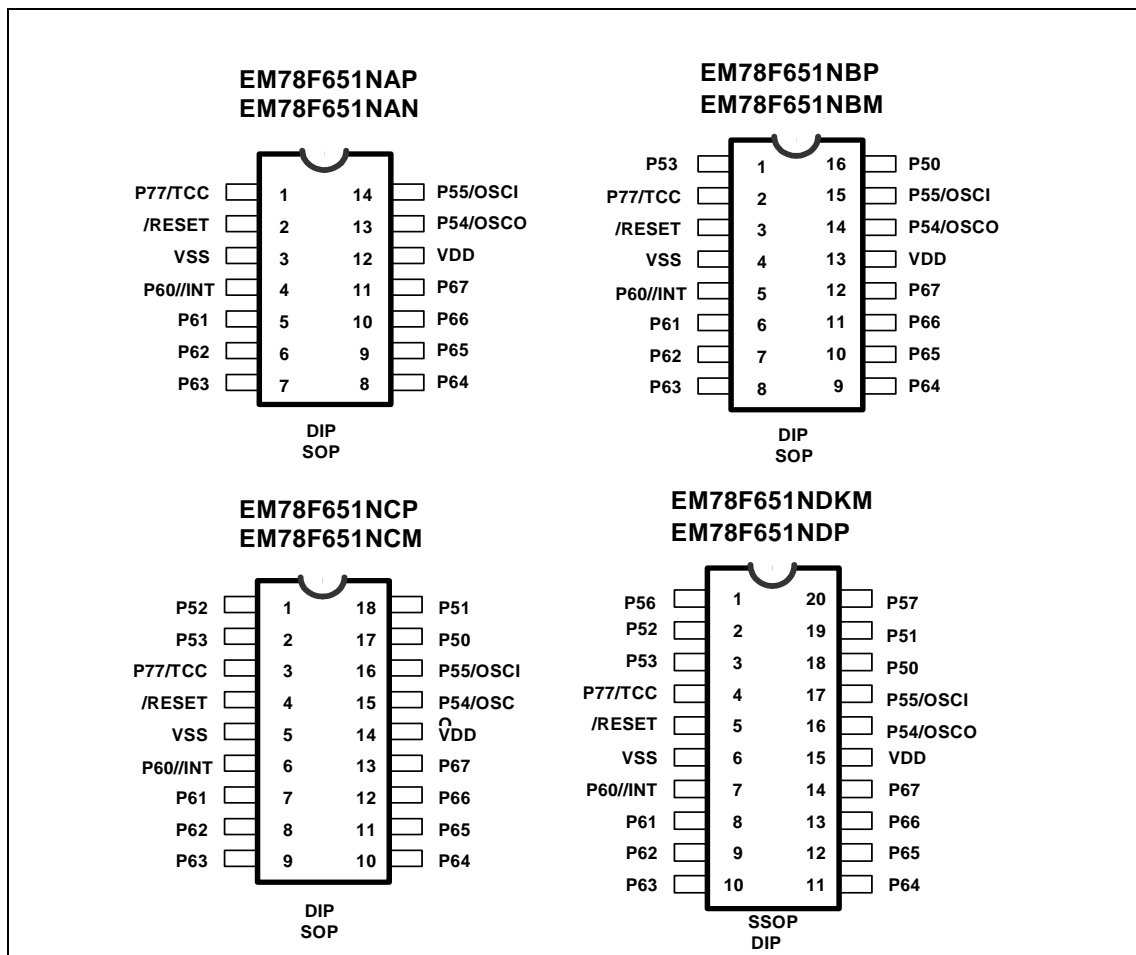 EM78F651NAP
EM78F651NAN
P77/TCC 1 14 P55/OSCI
/RESET 2 13 P54/OSCO
VSS 3 12 VDD
P60//INT 4 11 P67
P61 5 10 P66
P62 6 9 P65
P63 7 8 P64
DIP
SOP
EM78F651NBP
EM78F651NBM
P53 1 16 P50
P77/TCC 2 15 P55/OSCI
/RESET 3 14 P54/OSCO
VSS 4 13 VDD
P60//INT 5 12 P67
P61 6 11 P66
P62 7 10 P65
P63 8 9 P64
DIP
SOP
EM78F651NCP
EM78F651NCM
P52 1 18 P51
P53 2 17 P50
P77/TCC 3 16 P55/OSCI
/RESET 4 15 P54/OSC
O
VSS 5 14 VDD
P60//INT 6 13 P67
P61 7 12 P66
P62 8 11 P65
P63 9 10 P64
DIP
SOP
EM78F651NDKM
EM78F651NDP
P56 1 20 P57
P52 2 19 P51
P53 3 18 P50
P77/TCC 4 17 P55/OSCI
/RESET 5 16 P54/OSCO
VSS 6 15 VDD
P60//INT 7 14 P67
P61 8 13 P66
P62 9 12 P65
P63 10 11 P64
SSOP
DIP